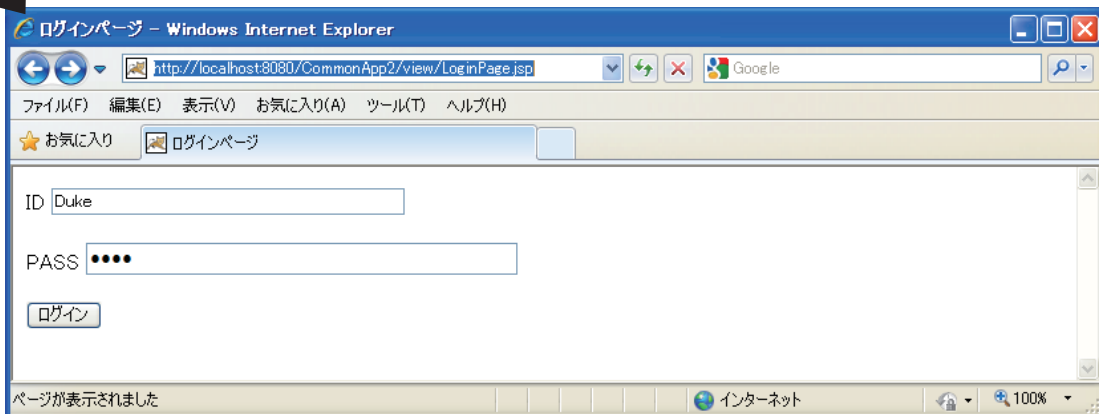 ログインページ - Windows Internet Explorer
http://localhost:8080/CommonApp2/view/LoginPage.jsp
Google
ファイル(F) 編集(E) 表示(V) お気に入り(A) ツール(T) ヘルプ(H)
お気に入り ログインページ
ID Duke
PASS ••••
ログイン
ページが表示されました インターネット 100%